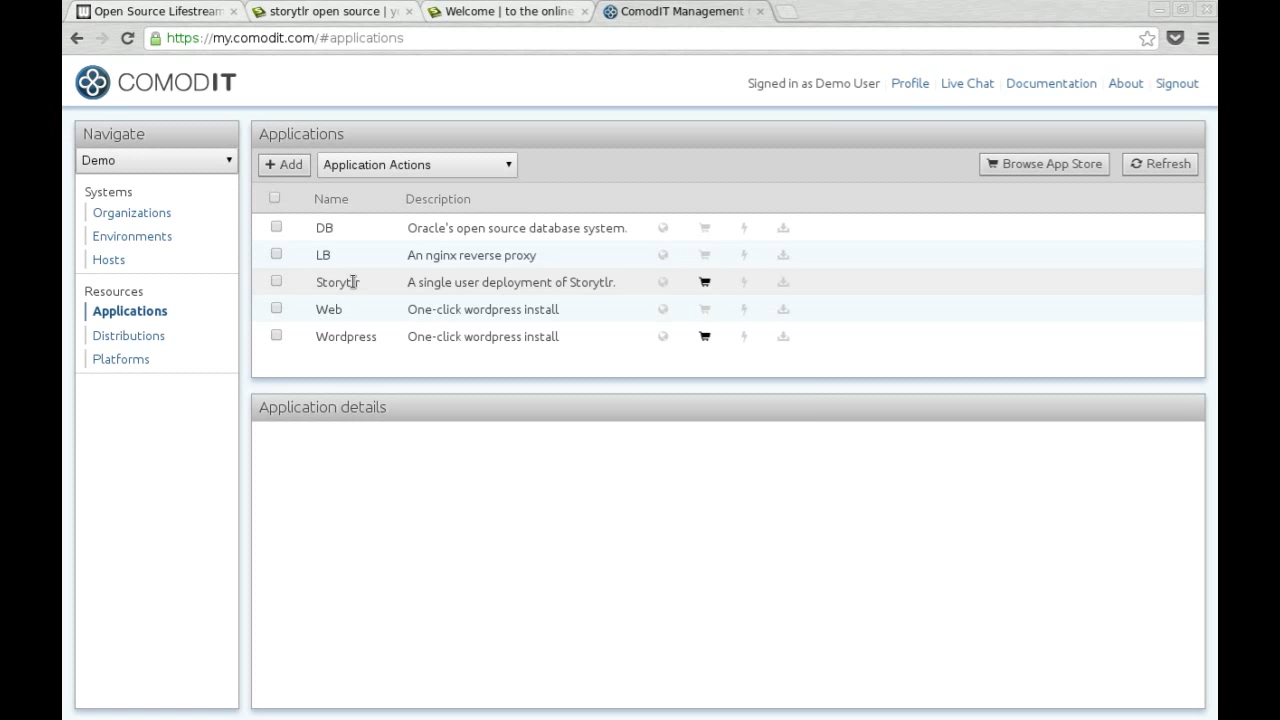 Open Source Lifestream
storytlr open source | y
Welcome | to the online
ComodIT Management
https://my.comodit.com/#applications
COMODIT
Signed in as Demo User
Profile
Live Chat
Documentation
About
Signout
Navigate
Demo
Systems
Organizations
Environments
Hosts
Resources
Applications
Distributions
Platforms
Applications
+ Add
Application Actions
Browse App Store
Refresh
Name Description
DB Oracle's open source database system.
LB An nginx reverse proxy
Storytlr A single user deployment of Storytlr.
Web One-click wordpress install
Wordpress One-click wordpress install
Application details